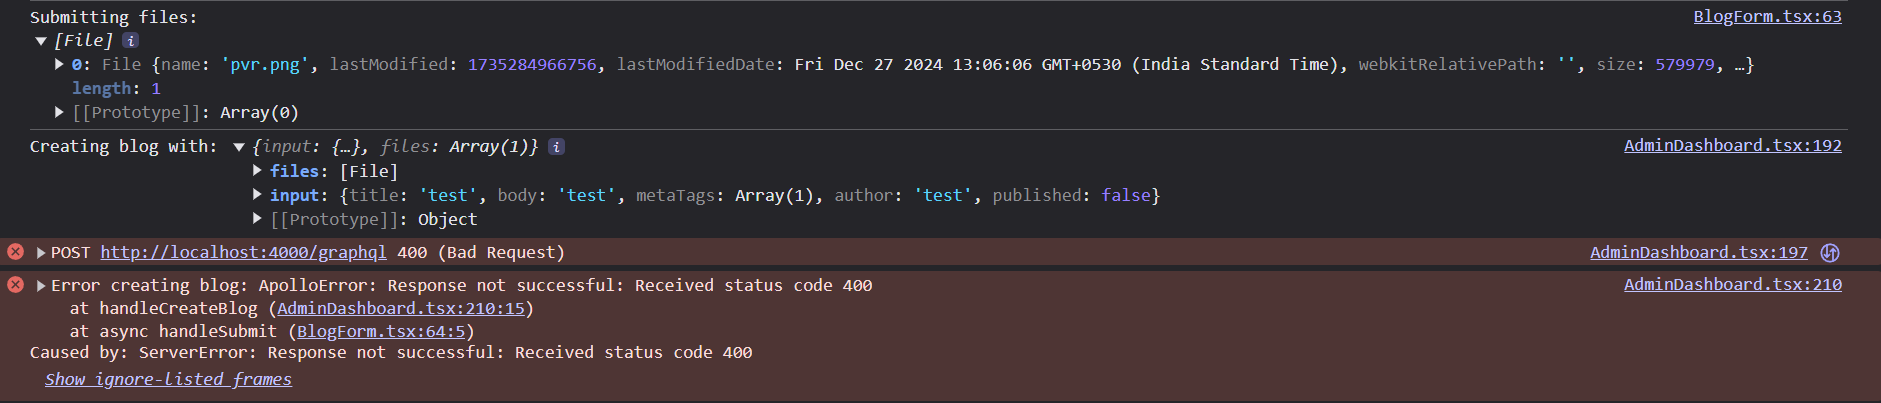 Submitting files: BlogForm.tsx:63
▼ [File] i
▶ 0: File {name: 'pvr.png', lastModified: 1735284966756, lastModifiedDate: Fri Dec 27 2024 13:06:06 GMT+0530 (India Standard Time), webkitRelativePath: '', size: 579979, …}
length: 1
▶ [[Prototype]]: Array(0)
Creating blog with: ▼ {input: {…}, files: Array(1)} i AdminDashboard.tsx:192
▶ files: [File]
▶ input: {title: 'test', body: 'test', metaTags: Array(1), author: 'test', published: false}
▶ [[Prototype]]: Object
▶ POST http://localhost:4000/graphql 400 (Bad Request) AdminDashboard.tsx:197
▶ Error creating blog: ApolloError: Response not successful: Received status code 400 AdminDashboard.tsx:210
at handleCreateBlog (AdminDashboard.tsx:210:15)
at async handleSubmit (BlogForm.tsx:64:5)
Caused by: ServerError: Response not successful: Received status code 400
Show ignore-listed frames